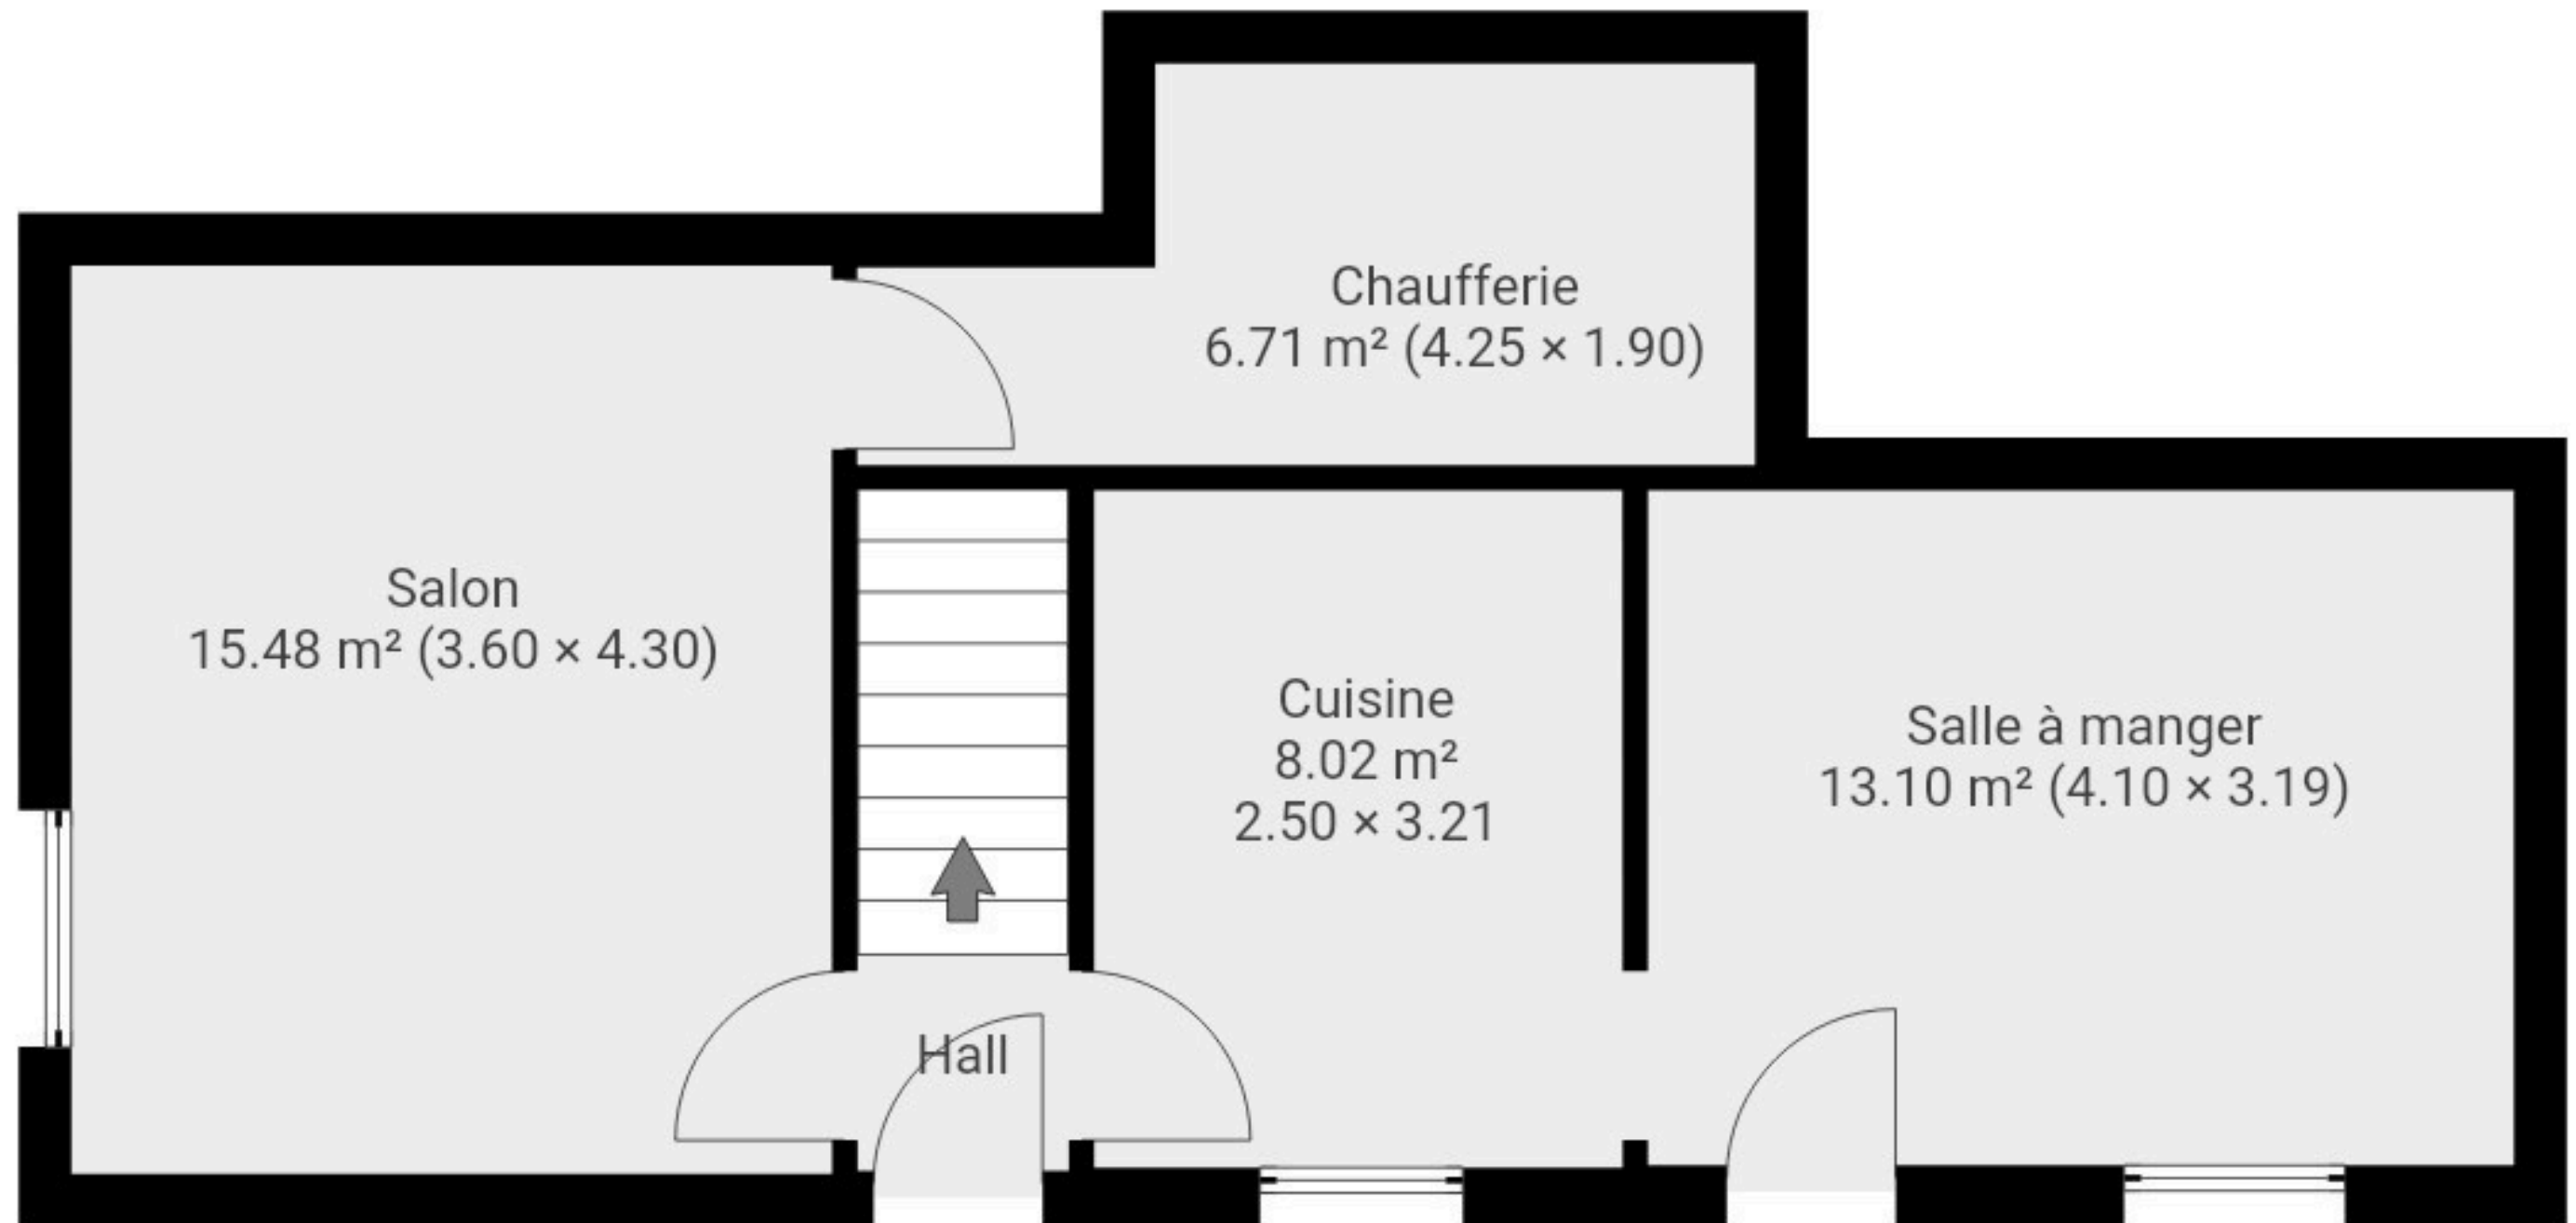 Chaufferie
6.71 m² (4.25 × 1.90)
Salon
15.48 m² (3.60 × 4.30)
Cuisine
8.02 m²
2.50 × 3.21
Salle à manger
13.10 m² (4.10 × 3.19)
Hall